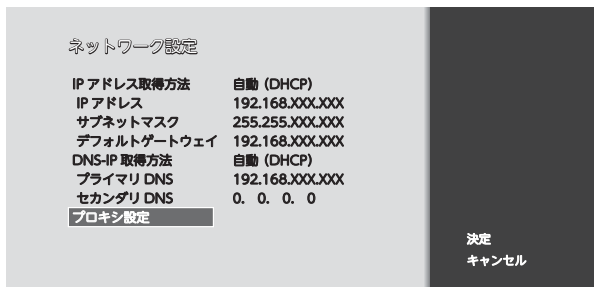 ネットワーク設定
IP アドレス取得方法 自動 (DHCP)
IP アドレス 192.168.XXX.XXX
サブネットマスク 255.255.XXX.XXX
デフォルトゲートウェイ 192.168.XXX.XXX
DNS-IP 取得方法 自動 (DHCP)
プライマリ DNS 192.168.XXX.XXX
セカンダリ DNS 0. 0. 0. 0
プロキシ設定
決定
キャンセル